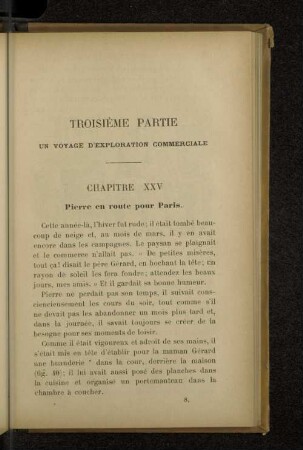 TROISIÈME PARTIE
UN VOYAGE D'EXPLORATION COMMERCIALE
CHAPITRE XXV
Pierre en route pour Paris.
Cette année-là, l'hiver fut rude; il était tombé beau-
coup de neige et, au mois de mars, il y en avait
encore dans les campagnes. Le paysan se plaignait
et le commerce n'allait pas. « De petites misères,
tout ça! disait le père Gérard, en hochant la tête; un
rayon de soleil les fera fondre; attendez les beaux
jours, mes amis. » Et il gardait sa bonne humeur.
Pierre ne perdait pas son temps, il suivait cons-
ciencieusement les cours du soir, tout comme s'il
ne devait pas les abandonner un mois plus tard et,
dans la journée, il savait toujours se créer de la
besogne pour ses moments de loisir.
Comme il était vigoureux et adroit de ses mains, il
s'était mis en tête d'établir pour la maman Gérard
une buanderie * dans la cour, derrière la maison
(fig. 40); il lui avait aussi posé des planches dans
la cuisine et organisé un portemanteau dans la
chambre à coucher.
8.